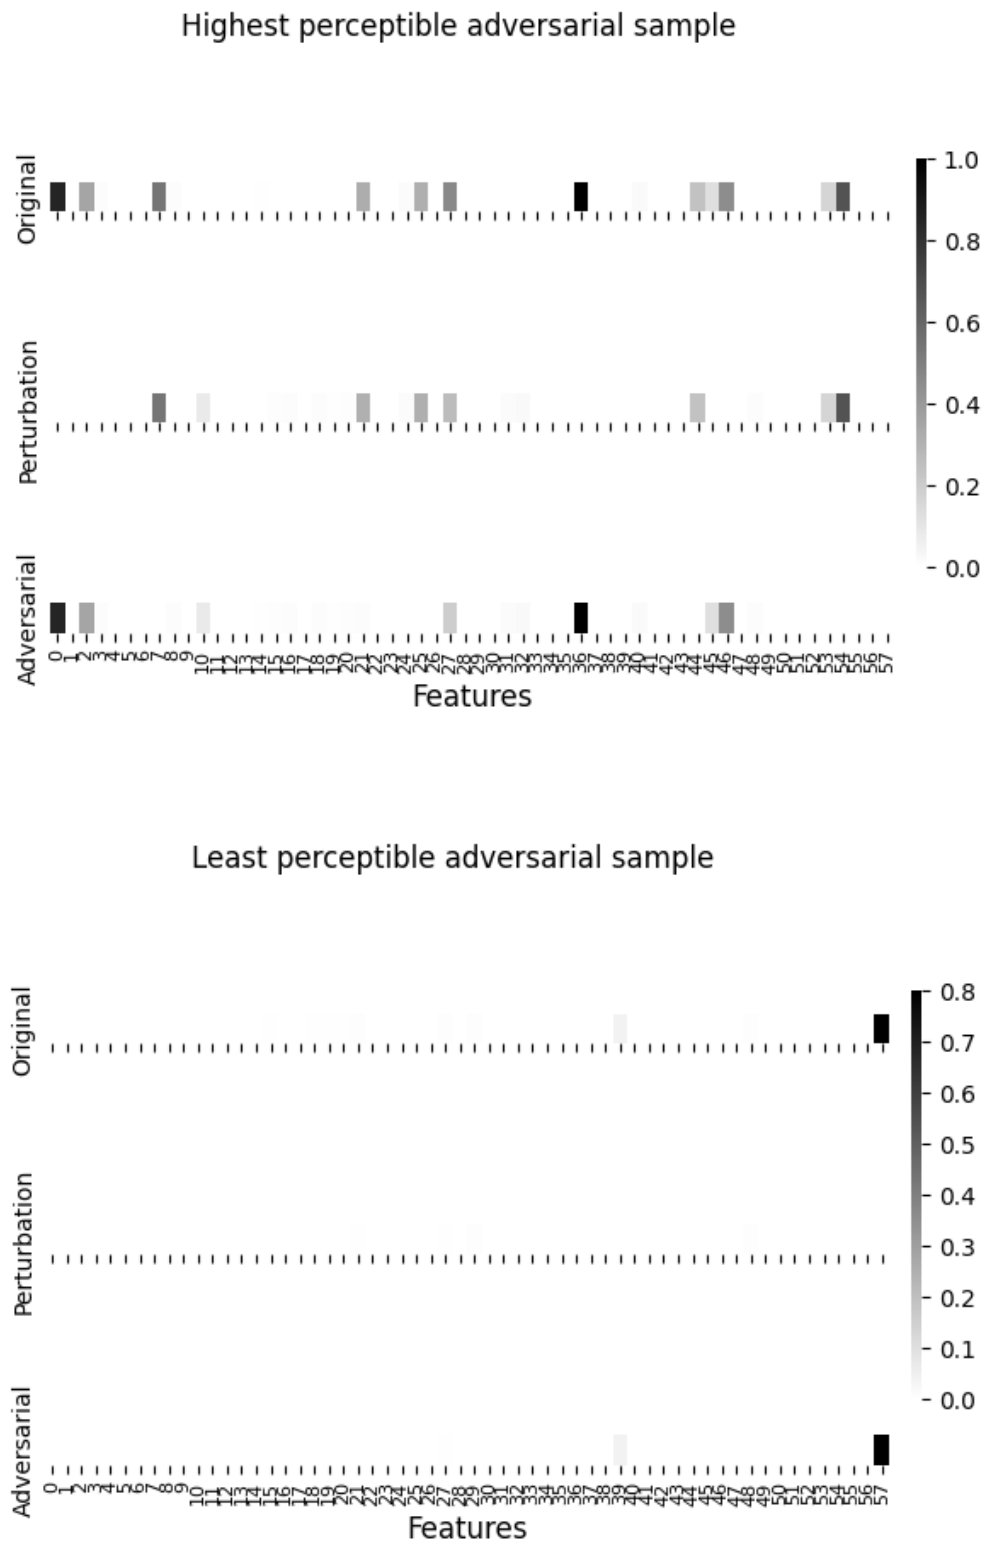 Highest perceptible adversarial sample
Original
Perturbation
Adversarial
1.0
0.8
0.6
0.4
0.2
0.0
0 1 2 3 4 5 6 7 8 9 10 11 12 13 14 15 16 17 18 19 20 21 22 23 24 25 26 27 28 29 30 31 32 33 34 35 36 37 38 39 40 41 42 43 44 45 46 47 48 49 50 51 52 53 54 55 56 57
Features
Least perceptible adversarial sample
Original
Perturbation
Adversarial
0.8
0.7
0.6
0.5
0.4
0.3
0.2
0.1
0.0
0 1 2 3 4 5 6 7 8 9 10 11 12 13 14 15 16 17 18 19 20 21 22 23 24 25 26 27 28 29 30 31 32 33 34 35 36 37 38 39 40 41 42 43 44 45 46 47 48 49 50 51 52 53 54 55 56 57
Features